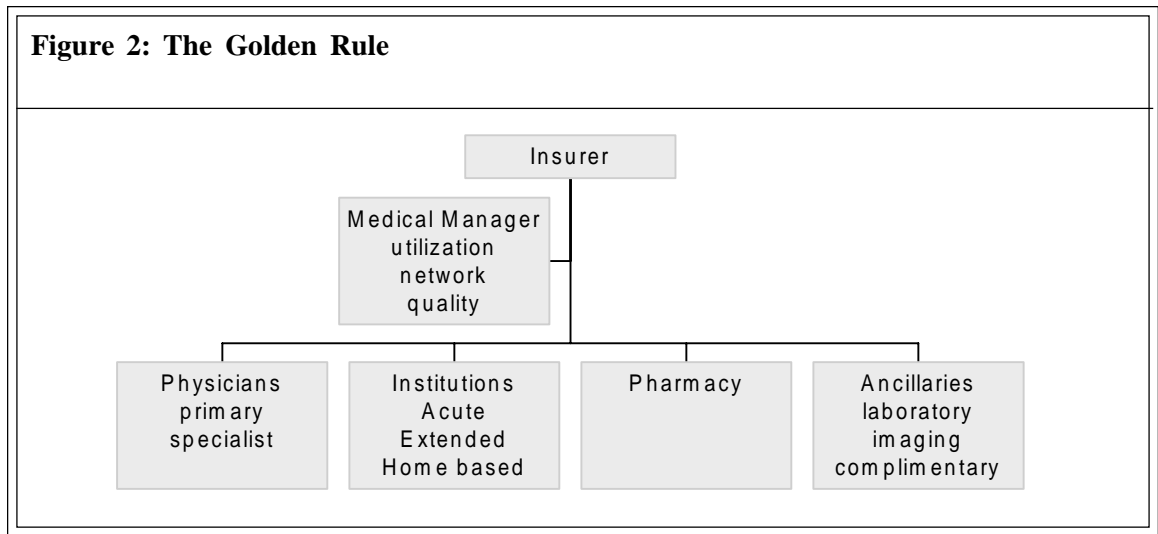 Figure 2: The Golden Rule
Insurer
Medical Manager
utilization
network
quality
Physicians
primary
specialist
Institutions
Acute
Extended
Home based
Pharmacy
Ancillaries
laboratory
imaging
complimentary